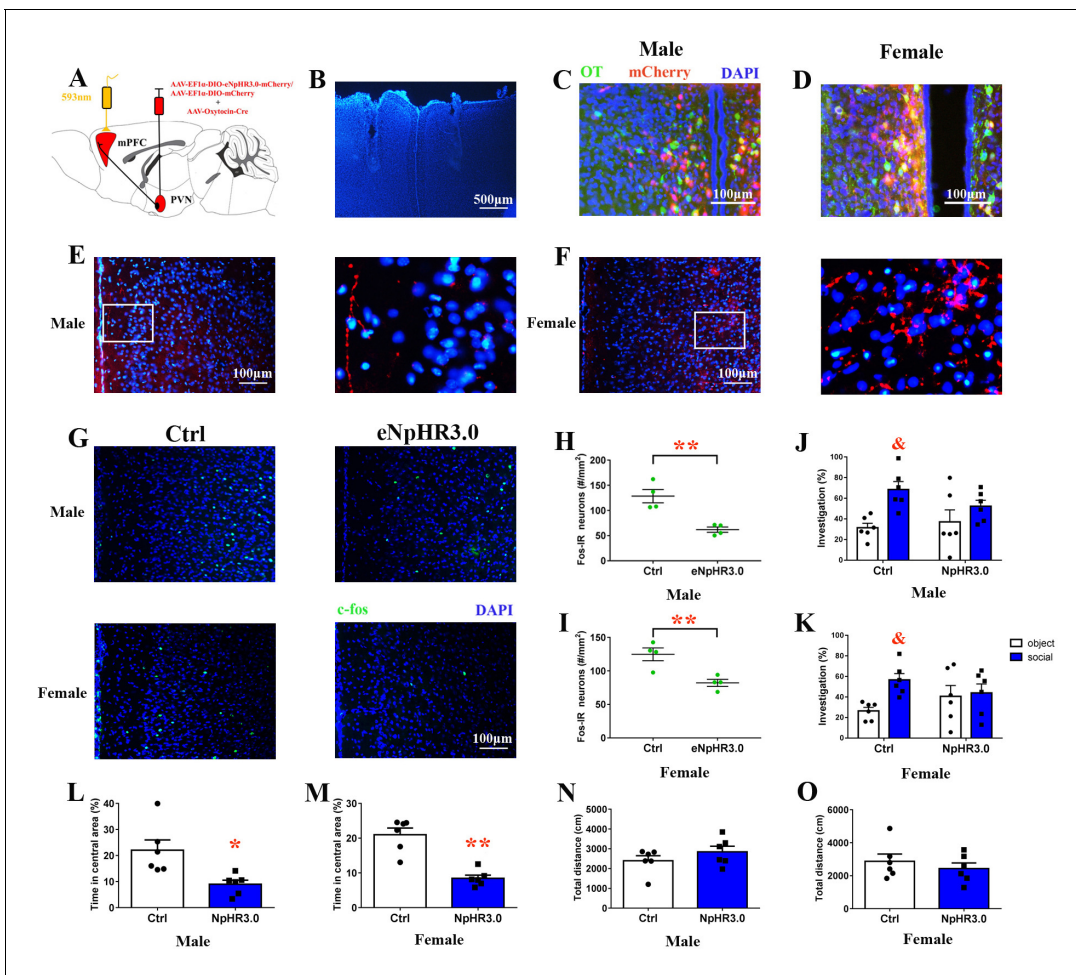 Male
Female
A
593nm
AAV-EF1α-DIO-eNpHR3.0-mCherry/
AAV-EF1α-DIO-mCherry
+
AAV-Oxytocin-Cre
mPFC
PVN
B
500μm
C
OT mCherry DAPI
100μm
D
100μm
E
Male
100μm
F
Female
100μm
G
Ctrl
eNpHR3.0
Male
Female
c-fos DAPI
100μm
H
**
Fos-IR neurons (#/mm²)
200
150
100
50
0
Ctrl eNpHR3.0
Male
J
&
Investigation (%)
100
80
60
40
20
0
Ctrl NpHR3.0
Male
I
**
Fos-IR neurons (#/mm²)
150
100
50
0
Ctrl eNpHR3.0
Female
K
&
Investigation (%)
100
80
60
40
20
0
Ctrl NpHR3.0
Female
object
social
L
Time in central area (%)
40
30
20
10
0
*
Ctrl NpHR3.0
Male
M
Time in central area (%)
30
20
10
0
**
Ctrl NpHR3.0
Female
N
Total distance (cm)
5000
4000
3000
2000
1000
0
Ctrl NpHR3.0
Male
O
Total distance (cm)
6000
4000
2000
0
Ctrl NpHR3.0
Female